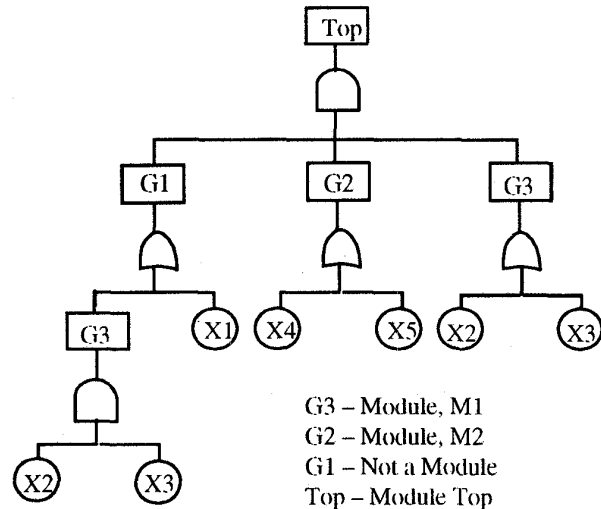 Top
G1 G2 G3
G3 X1 X4 X5 X2 X3
X2 X3
G3 – Module, M1
G2 – Module, M2
G1 – Not a Module
Top – Module Top